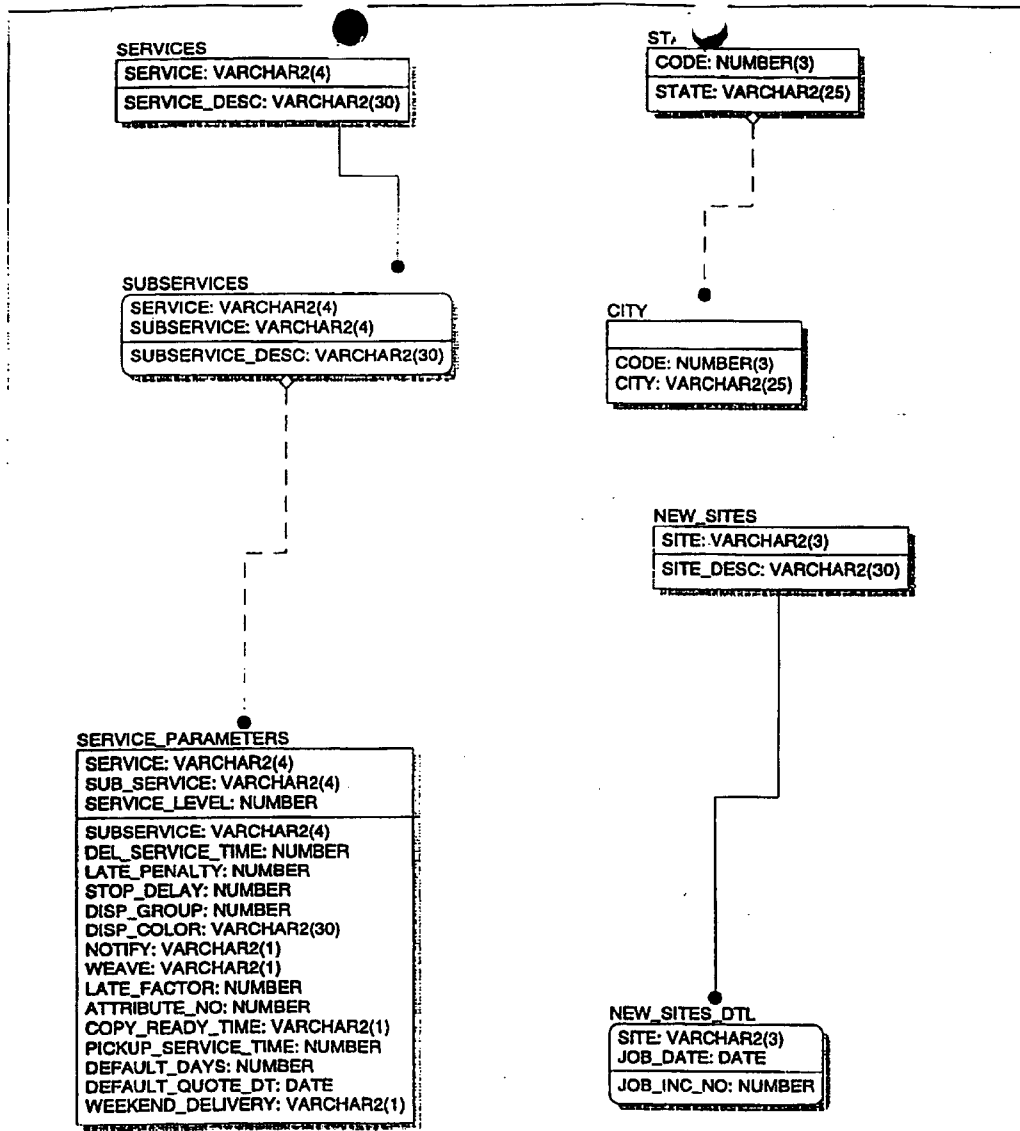 SERVICES
SERVICE: VARCHAR2(4)
SERVICE_DESC: VARCHAR2(30)
CODE: NUMBER(3)
STATE: VARCHAR2(25)
SUBSERVICES
SERVICE: VARCHAR2(4)
SUBSERVICE: VARCHAR2(4)
SUBSERVICE_DESC: VARCHAR2(30)
CITY
CODE: NUMBER(3)
CITY: VARCHAR2(25)
NEW_SITES
SITE: VARCHAR2(3)
SITE_DESC: VARCHAR2(30)
SERVICE_PARAMETERS
SERVICE: VARCHAR2(4)
SUB_SERVICE: VARCHAR2(4)
SERVICE_LEVEL: NUMBER
SUBSERVICE: VARCHAR2(4)
DEL_SERVICE_TIME: NUMBER
LATE_PENALTY: NUMBER
STOP_DELAY: NUMBER
DISP_GROUP: NUMBER
DISP_COLOR: VARCHAR2(30)
NOTIFY: VARCHAR2(1)
WEAVE: VARCHAR2(1)
LATE_FACTOR: NUMBER
ATTRIBUTE_NO: NUMBER
COPY_READY_TIME: VARCHAR2(1)
PICKUP_SERVICE_TIME: NUMBER
DEFAULT_DAYS: NUMBER
DEFAULT_QUOTE_DT: DATE
WEEKEND_DELIVERY: VARCHAR2(1)
NEW_SITES_DTL
SITE: VARCHAR2(3)
JOB_DATE: DATE
JOB_INC_NO: NUMBER